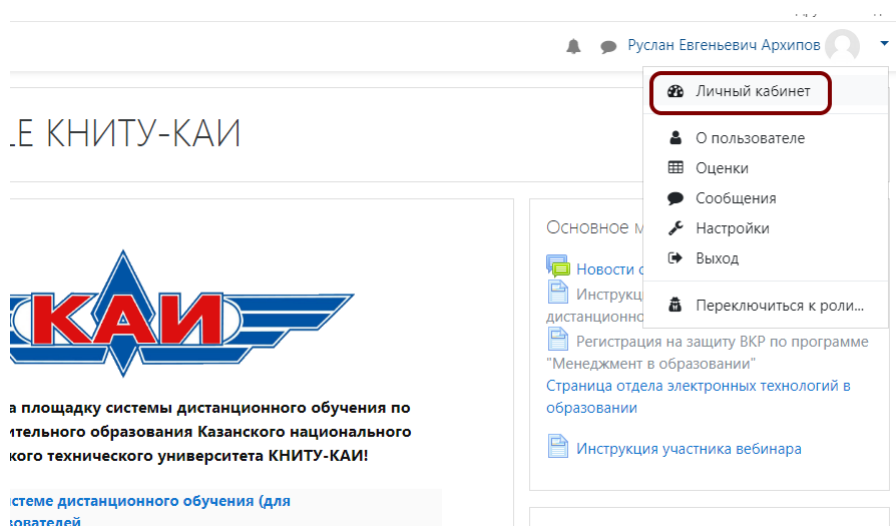 Руслан Евгеньевич Архипов
Личный кабинет
О пользователе
Оценки
Сообщения
Настройки
Выход
Переключиться к роли...
LE КНИТУ-КАИ
КАИ
а площадку системы дистанционного обучения по
ительного образования Казанского национального
кого технического университета КНИТУ-КАИ!
стеме дистанционного обучения (для
зователей
Основное м
Новости с
Инструкц
дистанционно
Регистрация на защиту ВКР по программе
"Менеджмент в образовании"
Страница отдела электронных технологий в
образовании
Инструкция участника вебинара